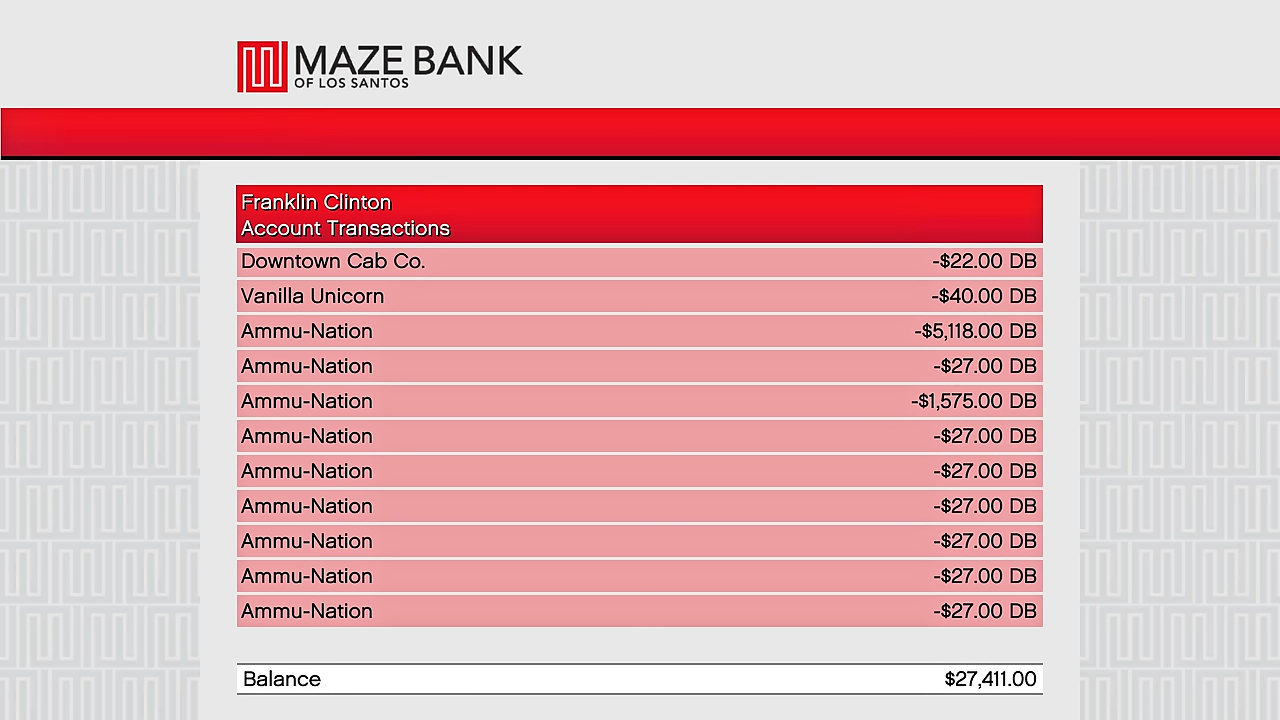 MAZE BANK
OF LOS SANTOS
Franklin Clinton
Account Transactions
Downtown Cab Co. -$22.00 DB
Vanilla Unicorn -$40.00 DB
Ammu-Nation -$5,118.00 DB
Ammu-Nation -$27.00 DB
Ammu-Nation -$1,575.00 DB
Ammu-Nation -$27.00 DB
Ammu-Nation -$27.00 DB
Ammu-Nation -$27.00 DB
Ammu-Nation -$27.00 DB
Ammu-Nation -$27.00 DB
Ammu-Nation -$27.00 DB
Balance $27,411.00